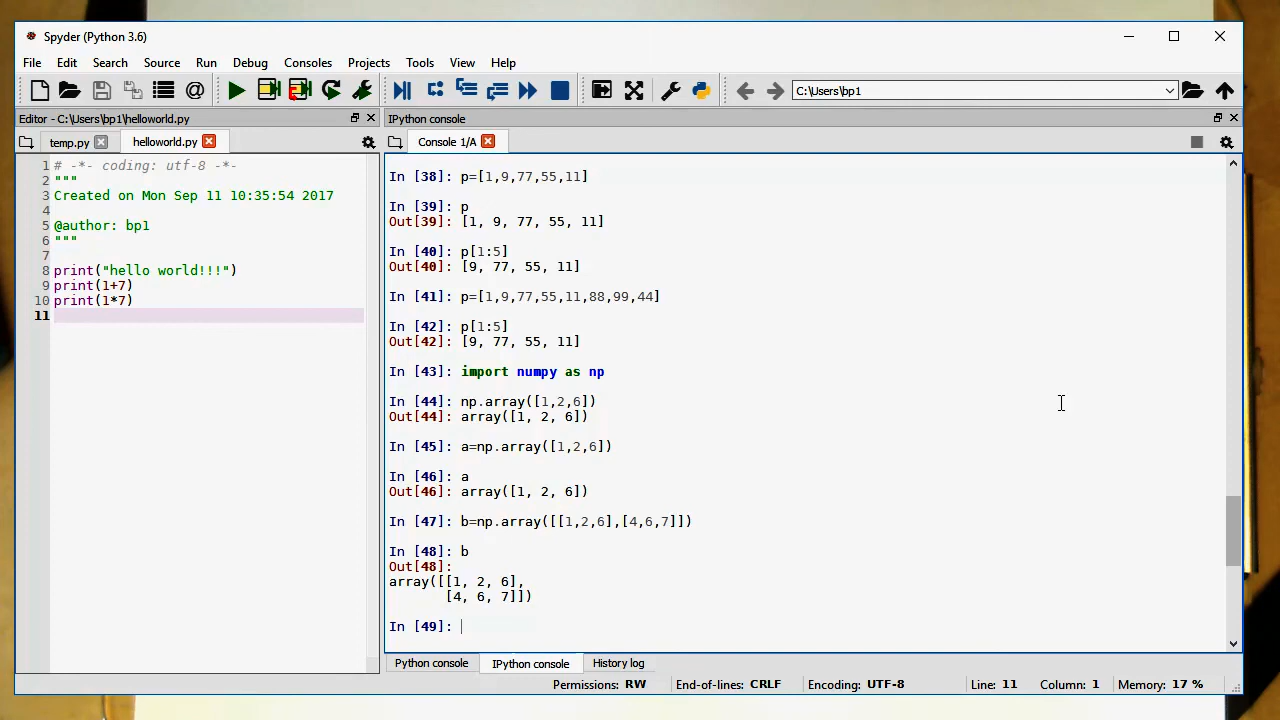 Spyder (Python 3.6)
File Edit Search Source Run Debug Consoles Projects Tools View Help
C:\Users\bp1
Editor - C:\Users\bp1\helloworld.py
temp.py helloworld.py
1 # -*- coding: utf-8 -*-
2 """
3 Created on Mon Sep 11 10:35:54 2017
4
5 @author: bp1
6 """
7
8 print("hello world!!!")
9 print(1+7)
10 print(1*7)
11
IPython console
Console 1/A
In [38]: p=[1,9,77,55,11]
In [39]: p
Out[39]: [1, 9, 77, 55, 11]
In [40]: p[1:5]
Out[40]: [9, 77, 55, 11]
In [41]: p=[1,9,77,55,11,88,99,44]
In [42]: p[1:5]
Out[42]: [9, 77, 55, 11]
In [43]: import numpy as np
In [44]: np.array([1,2,6])
Out[44]: array([1, 2, 6])
In [45]: a=np.array([1,2,6])
In [46]: a
Out[46]: array([1, 2, 6])
In [47]: b=np.array([[1,2,6],[4,6,7]])
In [48]: b
Out[48]:
array([[1, 2, 6],
       [4, 6, 7]])
In [49]:
Python console IPython console History log
Permissions: RW End-of-lines: CRLF Encoding: UTF-8 Line: 11 Column: 1 Memory: 17 %